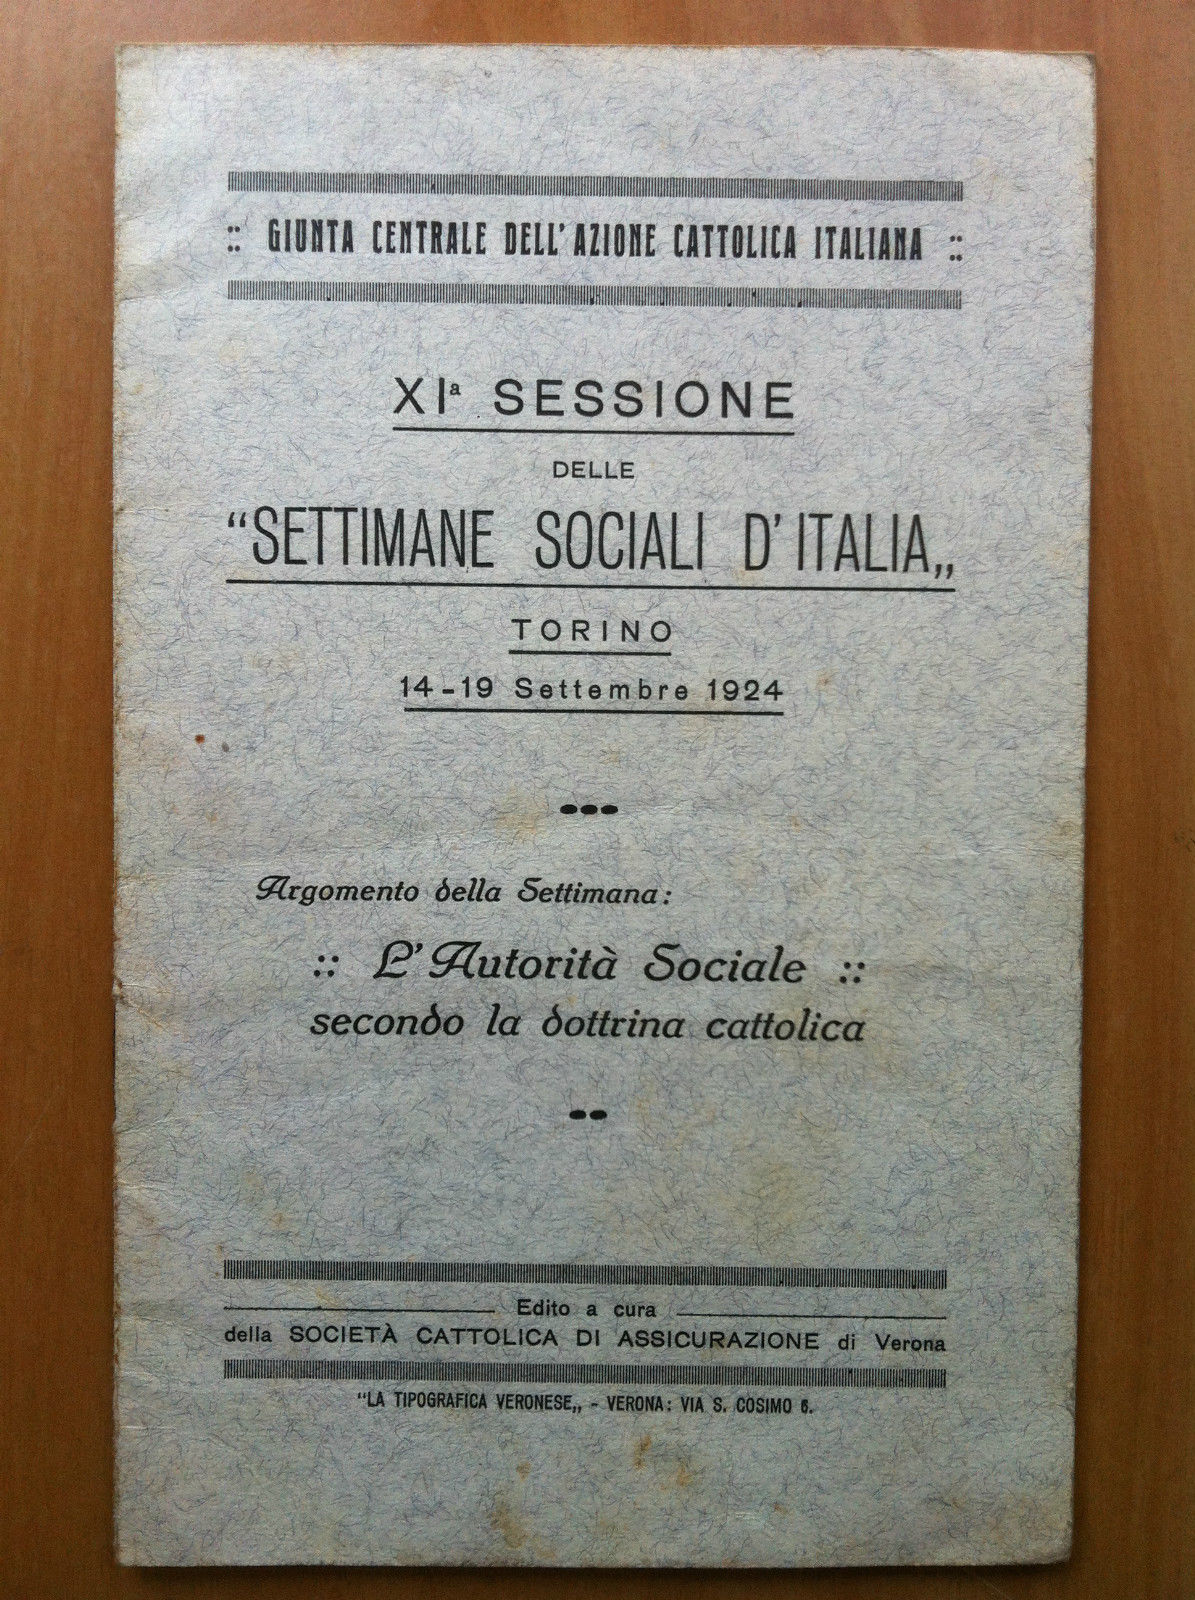 :: GIUNTA CENTRALE DELL'AZIONE CATTOLICA ITALIANA ::
XIª SESSIONE
DELLE
“SETTIMANE SOCIALI D'ITALIA„
TORINO
14-19 Settembre 1924
Argomento della Settimana:
:: L'Autorità Sociale ::
secondo la dottrina cattolica
Edito a cura
della SOCIETÀ CATTOLICA DI ASSICURAZIONE di Verona
“LA TIPOGRAFICA VERONESE„ - VERONA: VIA S. COSIMO 6.